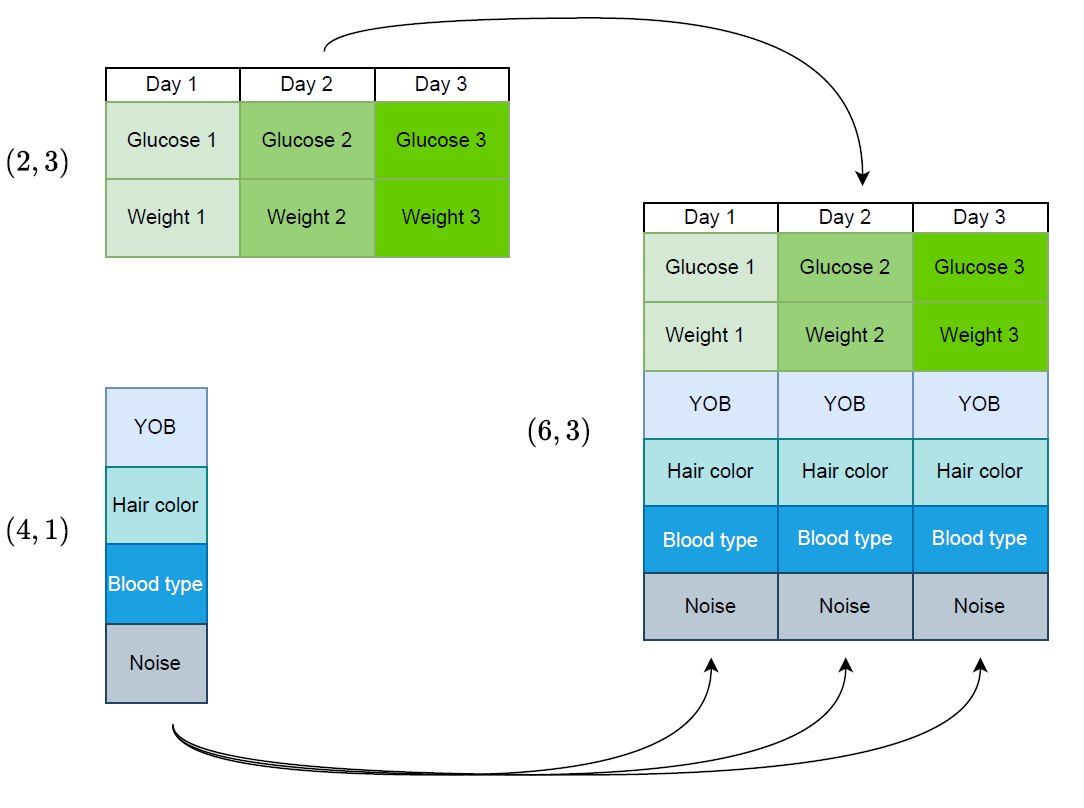 Day 1 Day 2 Day 3
Glucose 1 Glucose 2 Glucose 3
(2, 3)
Weight 1 Weight 2 Weight 3
Day 1 Day 2 Day 3
Glucose 1 Glucose 2 Glucose 3
Weight 1 Weight 2 Weight 3
YOB YOB YOB
(6, 3)
Hair color Hair color Hair color
Blood type Blood type Blood type
Noise Noise Noise
YOB
Hair color
(4, 1)
Blood type
Noise